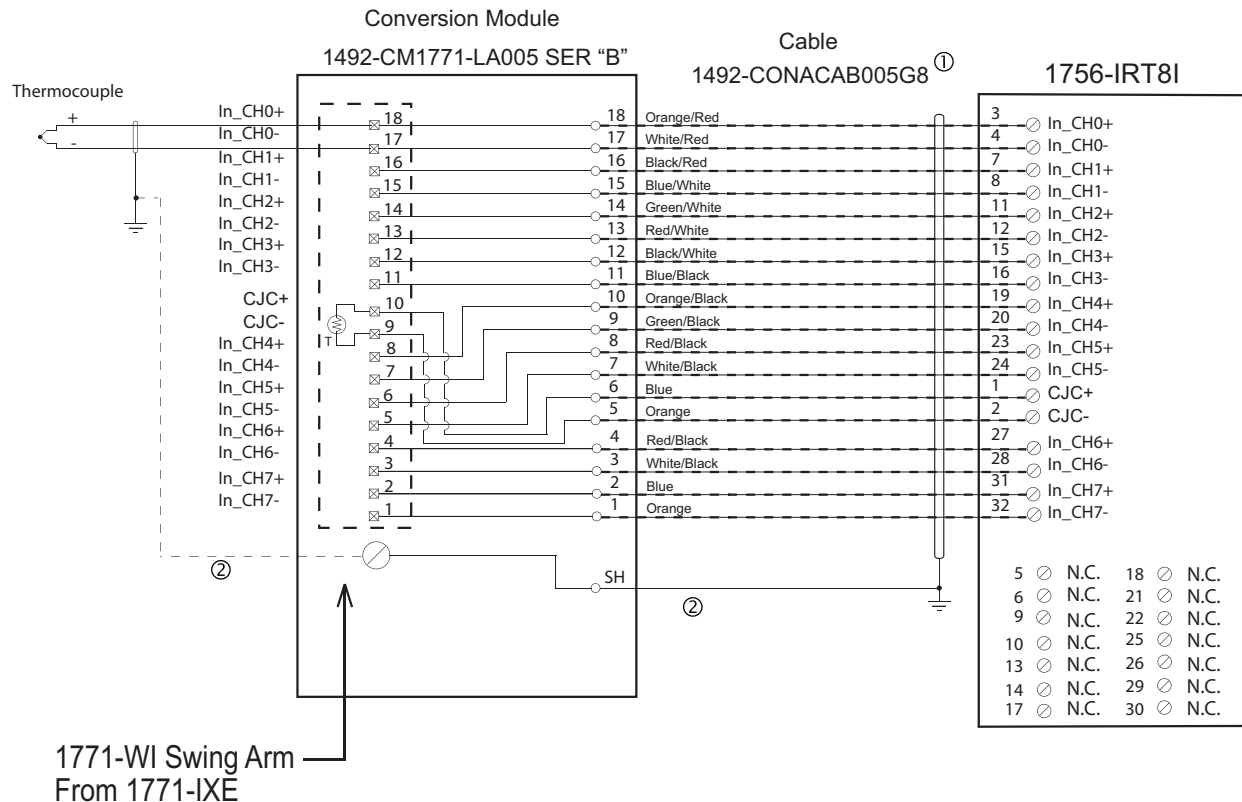 Conversion Module
1492-CM1771-LA005 SER “B”
Cable
1492-CONACAB005G8 ①
1756-IRT8I
Thermocouple
+
-
In_CH0+
In_CH0-
In_CH1+
In_CH1-
In_CH2+
In_CH2-
In_CH3+
In_CH3-
CJC+
CJC-
In_CH4+
In_CH4-
In_CH5+
In_CH5-
In_CH6+
In_CH6-
In_CH7+
In_CH7-
18
17
16
15
14
13
12
11
10
9
8
7
6
5
4
3
2
1
T
18 Orange/Red 3 In_CH0+
17 White/Red 4 In_CH0-
16 Black/Red 7 In_CH1+
15 Blue/White 8 In_CH1-
14 Green/White 11 In_CH2+
13 Red/White 12 In_CH2-
12 Black/White 15 In_CH3+
11 Blue/Black 16 In_CH3-
10 Orange/Black 19 In_CH4+
9 Green/Black 20 In_CH4-
8 Red/Black 23 In_CH5+
7 White/Black 24 In_CH5-
6 Blue 1 CJC+
5 Orange 2 CJC-
4 Red/Black 27 In_CH6+
3 White/Black 28 In_CH6-
2 Blue 31 In_CH7+
1 Orange 32 In_CH7-
②
SH
②
5 N.C. 18 N.C.
6 N.C. 21 N.C.
9 N.C. 22 N.C.
10 N.C. 25 N.C.
13 N.C. 26 N.C.
14 N.C. 29 N.C.
17 N.C. 30 N.C.
1771-WI Swing Arm
From 1771-IXE